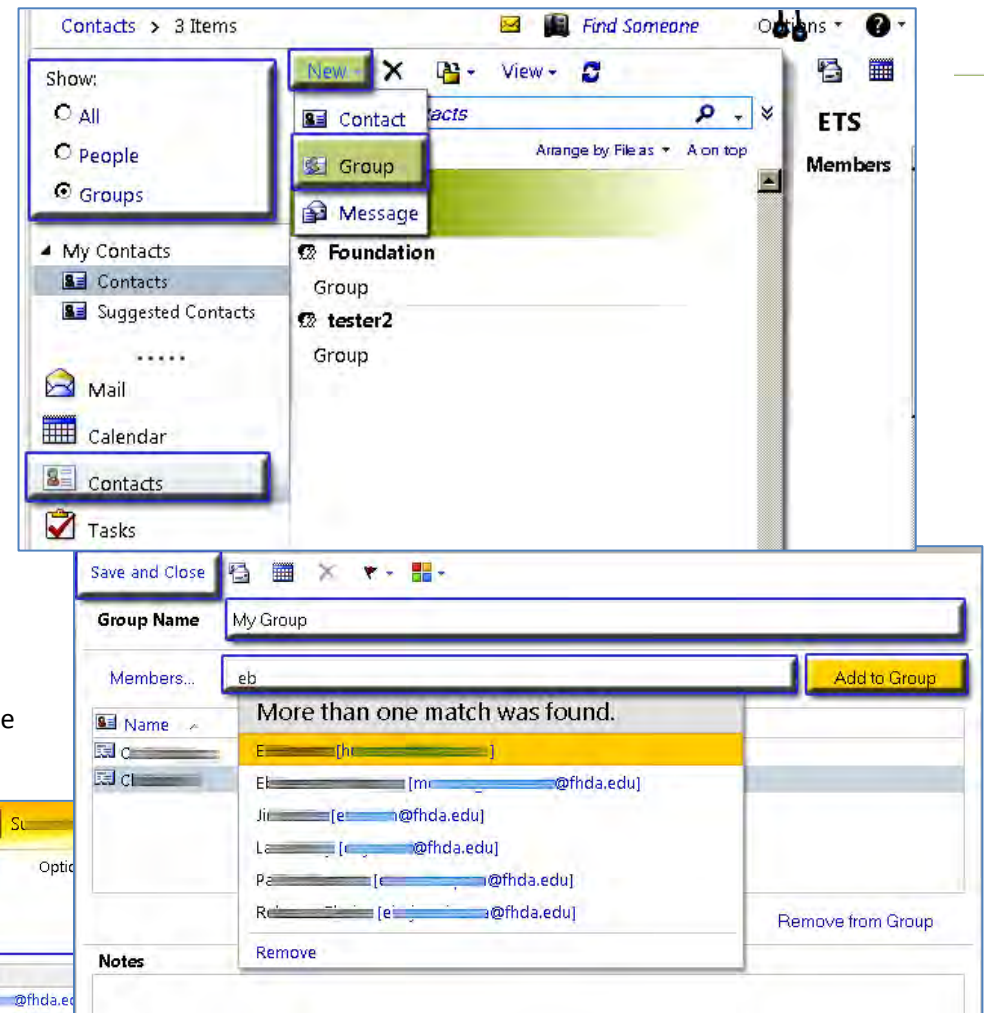 Contacts > 3 Items Find Someone Options
Show:
All
People
Groups
New View
Contact
Group
Message
Arrange by File as A on top
ETS
Members
My Contacts
Contacts
Suggested Contacts
Foundation
Group
tester2
Group
Mail
Calendar
Contacts
Tasks
Save and Close
Group Name My Group
Members... eb Add to Group
Name
More than one match was found.
@fhda.edu]
@fhda.edu]
@fhda.edu]
@fhda.edu]
@fhda.edu]
Remove
Remove from Group
Notes